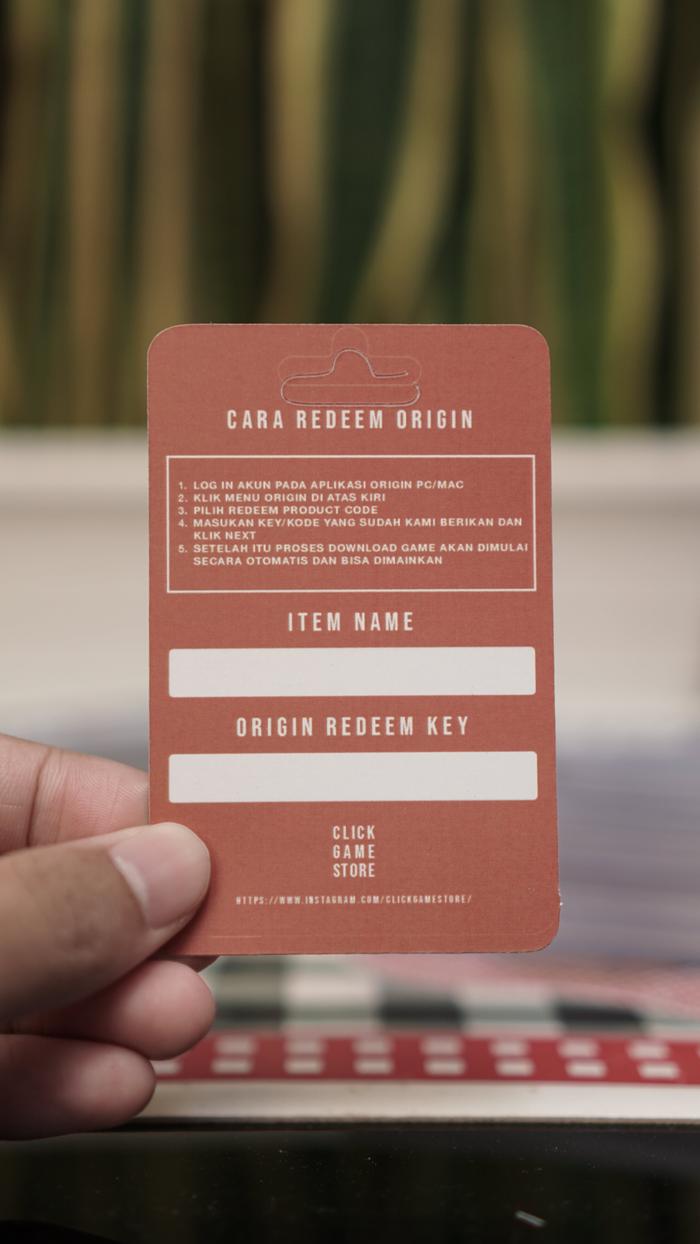 CARA REDEEM ORIGIN
1. LOG IN AKUN PADA APLIKASI ORIGIN PC/MAC
2. KLIK MENU ORIGIN DI ATAS KIRI
3. PILIH REDEEM PRODUCT CODE
4. MASUKAN KEY/KODE YANG SUDAH KAMI BERIKAN DAN
KLIK NEXT
5. SETELAH ITU PROSES DOWNLOAD GAME AKAN DIMULAI
SECARA OTOMATIS DAN BISA DIMAINKAN
ITEM NAME
ORIGIN REDEEM KEY
CLICK
GAME
STORE
HTTPS://WWW.INSTAGRAM.COM/CLICKGAMESTORE/